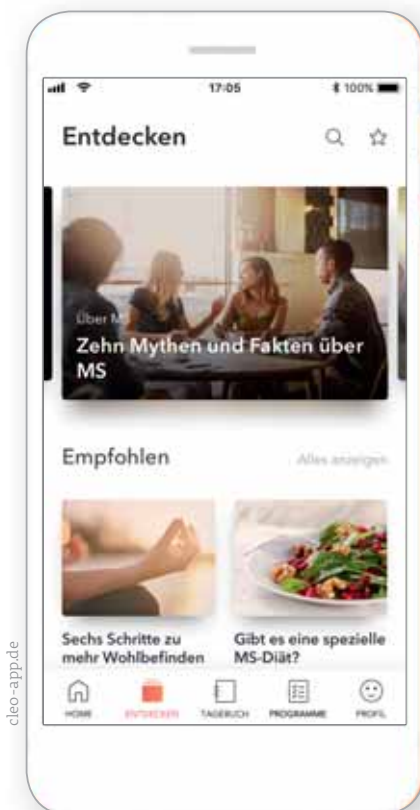 17:05
100%
Entdecken
Über M
Zehn Mythen und Fakten über
MS
Empfohlen
Alles anzeigen
Sechs Schritte zu
mehr Wohlbefinden
Gibt es eine spezielle
MS-Diät?
HOME
ENTDECKEN
TAGEBUCH
PROGRAMME
PROFIL
cleo-app.de